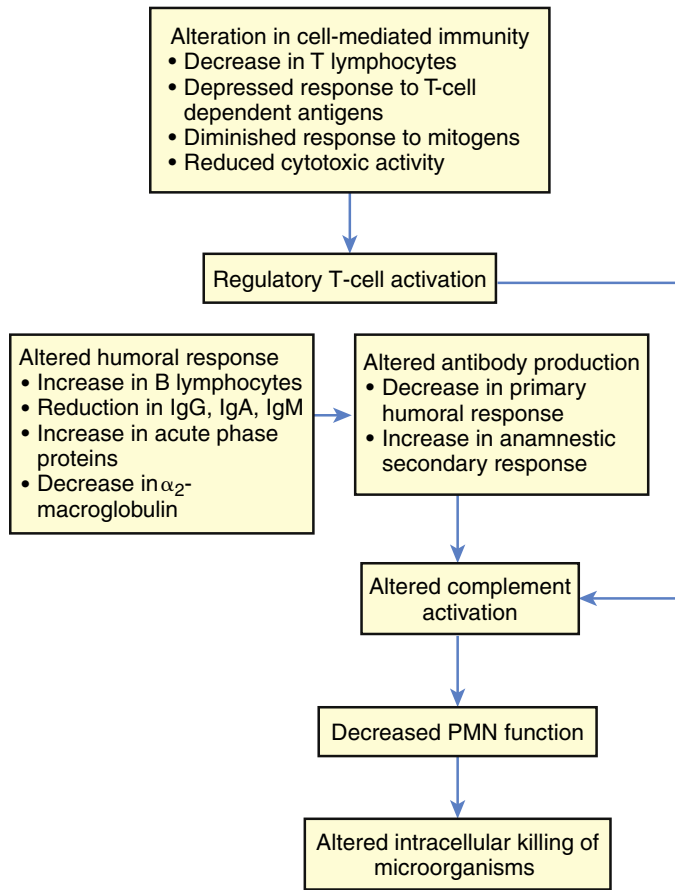 Alteration in cell-mediated immunity
• Decrease in T lymphocytes
• Depressed response to T-cell
dependent antigens
• Diminished response to mitogens
• Reduced cytotoxic activity
Regulatory T-cell activation
Altered humoral response
• Increase in B lymphocytes
• Reduction in IgG, IgA, IgM
• Increase in acute phase
proteins
• Decrease in α₂-
macroglobulin
Altered antibody production
• Decrease in primary
humoral response
• Increase in anamnestic
secondary response
Altered complement
activation
Decreased PMN function
Altered intracellular killing of
microorganisms